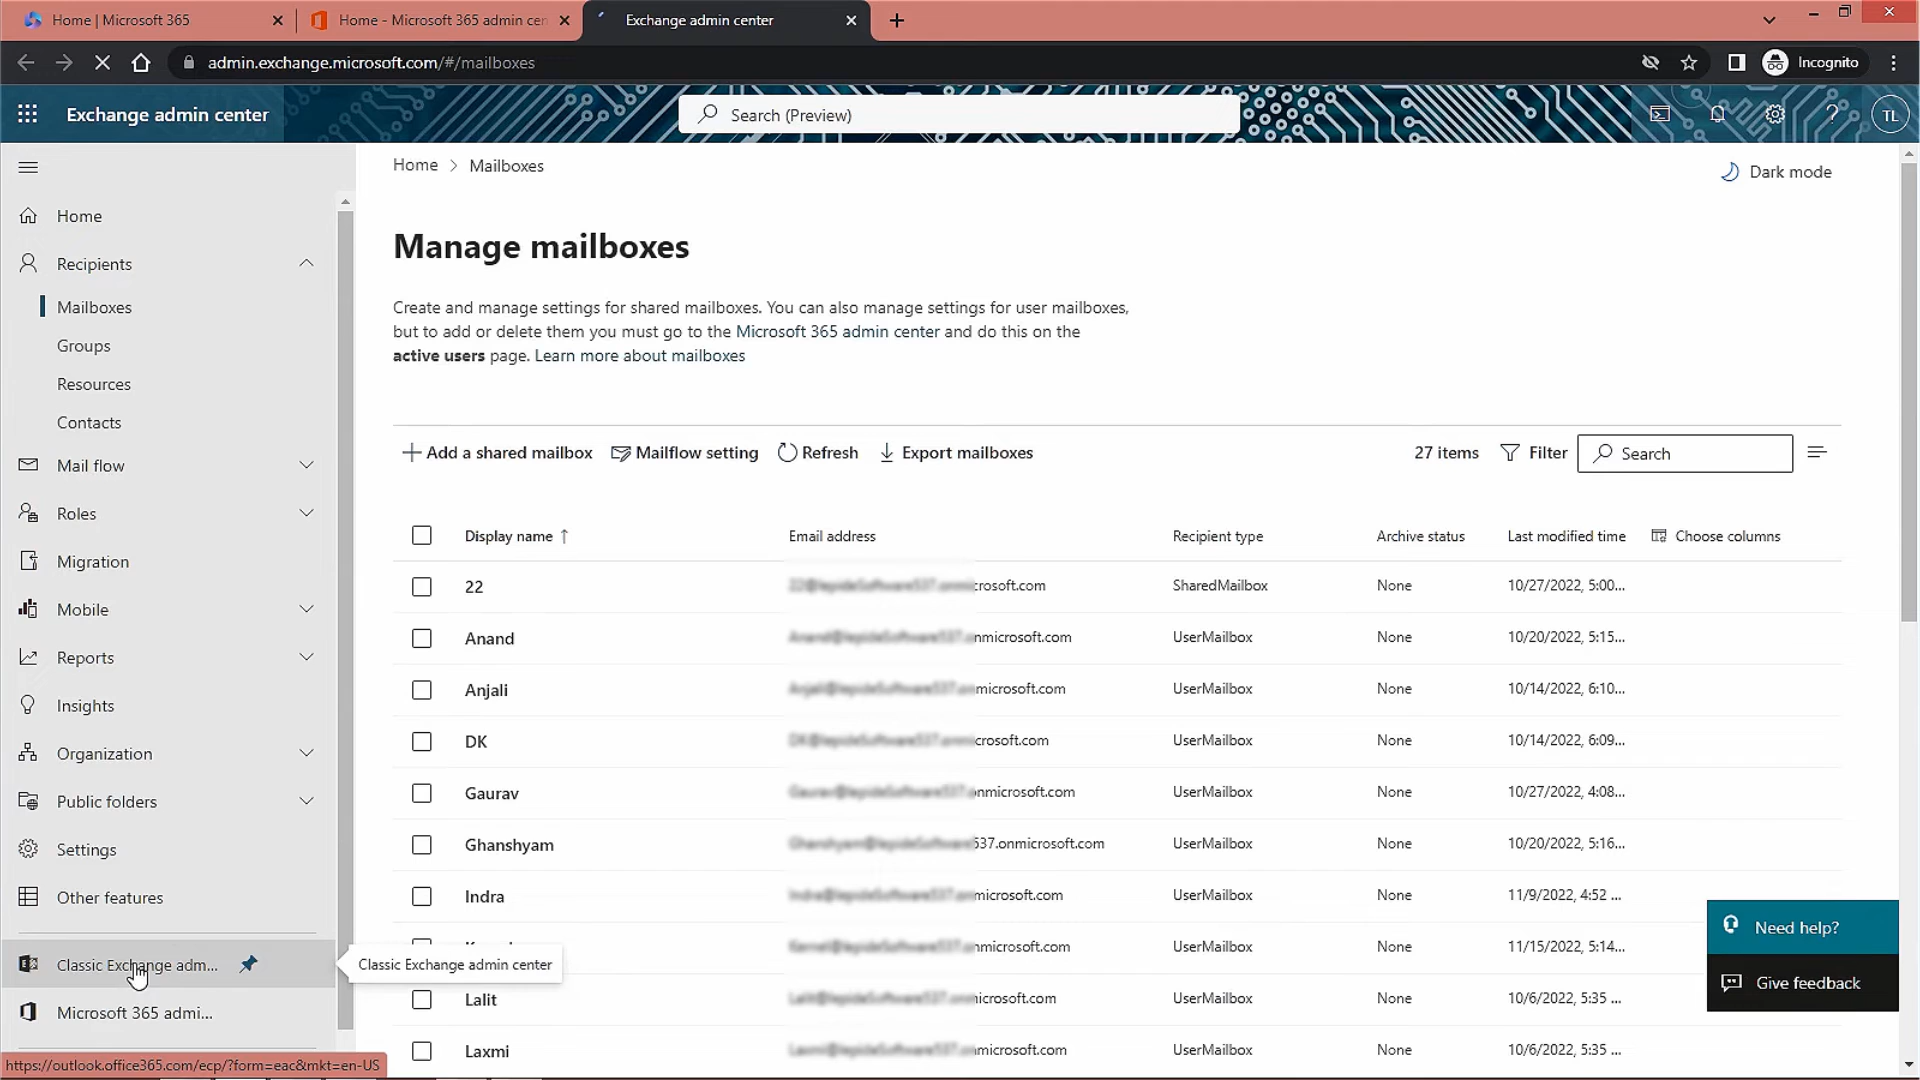 Home | Microsoft 365
Home - Microsoft 365 admin cen
Exchange admin center
admin.exchange.microsoft.com/#/mailboxes
Incognito
Exchange admin center
Search (Preview)
TL
Home > Mailboxes
Dark mode
Home
Recipients
Mailboxes
Groups
Resources
Contacts
Mail flow
Roles
Migration
Mobile
Reports
Insights
Organization
Public folders
Settings
Other features
Classic Exchange adm...
Classic Exchange admin center
Microsoft 365 admi...
https://outlook.office365.com/ecp/?form=eac&mkt=en-US
Manage mailboxes
Create and manage settings for shared mailboxes. You can also manage settings for user mailboxes,
but to add or delete them you must go to the Microsoft 365 admin center and do this on the
active users page. Learn more about mailboxes
Add a shared mailbox Mailflow setting Refresh Export mailboxes 27 items Filter Search
Display name ↑ Email address Recipient type Archive status Last modified time Choose columns
22 crosoft.com SharedMailbox None 10/27/2022, 5:00...
Anand nmicrosoft.com UserMailbox None 10/20/2022, 5:15...
Anjali microsoft.com UserMailbox None 10/14/2022, 6:10...
DK crosoft.com UserMailbox None 10/14/2022, 6:09...
Gaurav onmicrosoft.com UserMailbox None 10/27/2022, 4:08...
Ghanshyam 537.onmicrosoft.com UserMailbox None 10/20/2022, 5:16...
Indra microsoft.com UserMailbox None 11/9/2022, 4:52 ...
nmicrosoft.com UserMailbox None 11/15/2022, 5:14...
Lalit icrosoft.com UserMailbox None 10/6/2022, 5:35 ...
Laxmi microsoft.com UserMailbox None 10/6/2022, 5:35 ...
Need help?
Give feedback